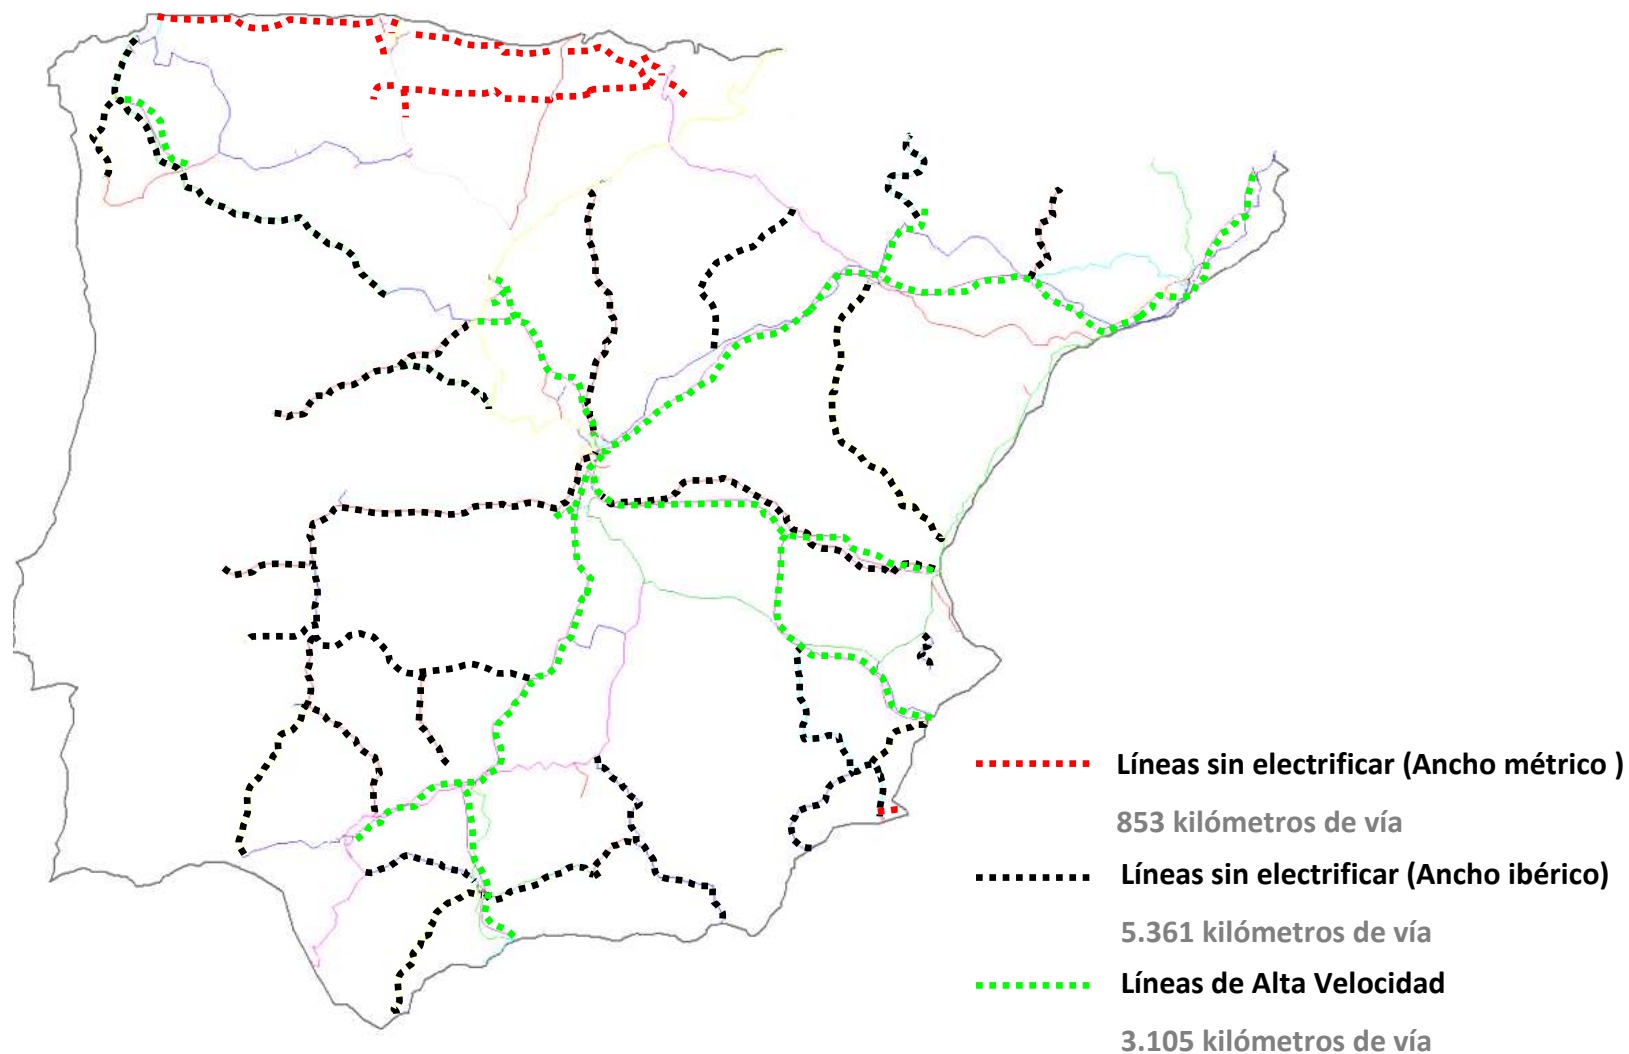 Líneas sin electrificar (Ancho métrico )
853 kilómetros de vía
Líneas sin electrificar (Ancho ibérico)
5.361 kilómetros de vía
Líneas de Alta Velocidad
3.105 kilómetros de vía